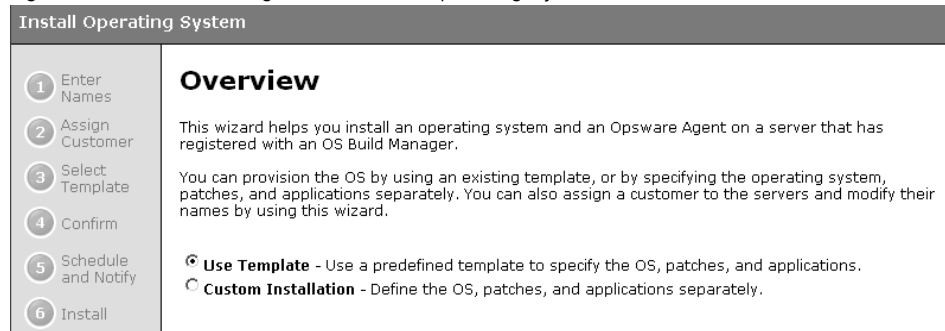 Install Operating System
1 Enter
Names
2 Assign
Customer
3 Select
Template
4 Confirm
5 Schedule
and Notify
6 Install
Overview
This wizard helps you install an operating system and an Opsware Agent on a server that has
registered with an OS Build Manager.
You can provision the OS by using an existing template, or by specifying the operating system,
patches, and applications separately. You can also assign a customer to the servers and modify their
names by using this wizard.
Use Template - Use a predefined template to specify the OS, patches, and applications.
Custom Installation - Define the OS, patches, and applications separately.